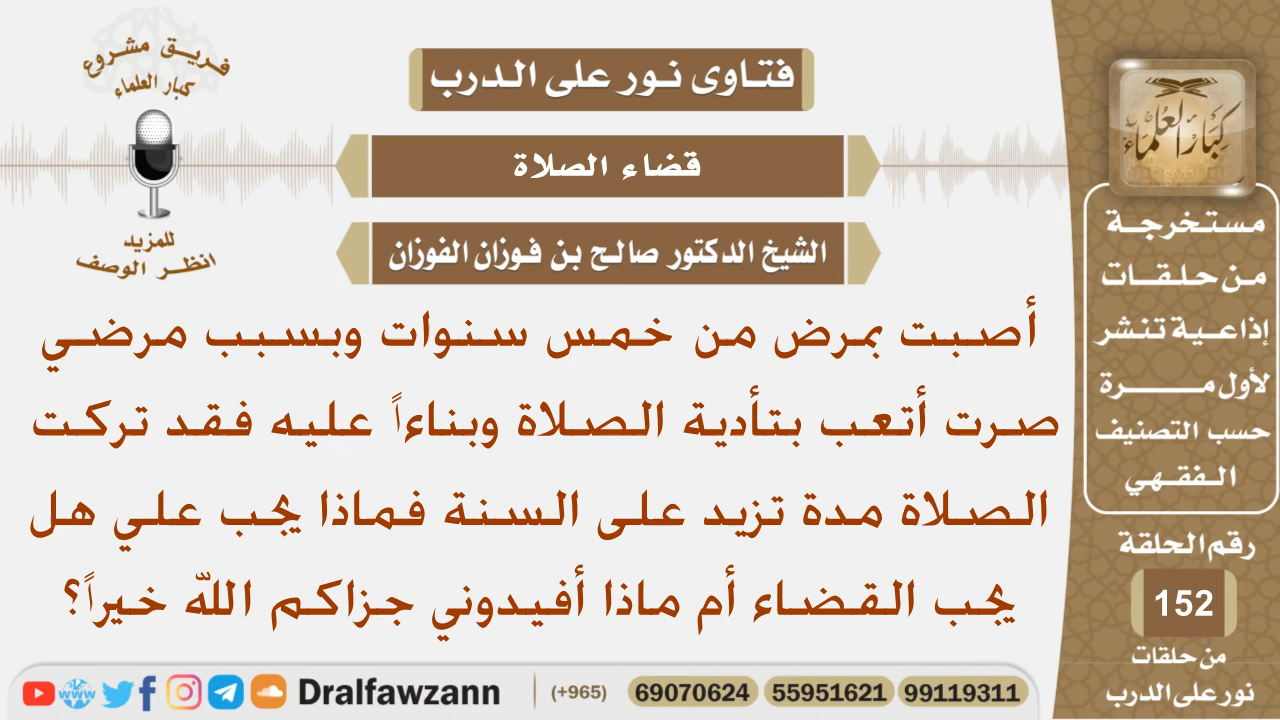 فريق مشروع
كبار العلماء
للمزيد
انظر الوصف
فتاوى نور على الدرب
قضاء الصلاة
الشيخ الدكتور صالح بن فوزان الفوزان
أصبت بمرض من خمس سنوات وبسبب مرضي
صرت أتعب بتأدية الصلاة وبناءاً عليه فقد تركت
الصلاة مدة تزيد على السنة فماذا يجب علي هل
يجب القضاء أم ماذا أفيدوني جزاكم الله خيراً؟
كبار العلماء
مستخرجة
من حلقات
إذاعية تنشر
لأول مرة
حسب التصنيف
الفقهي
رقم الحلقة
152
من حلقات
نور على الدرب
www Dralfawzann (+965) 69070624 55951621 99119311